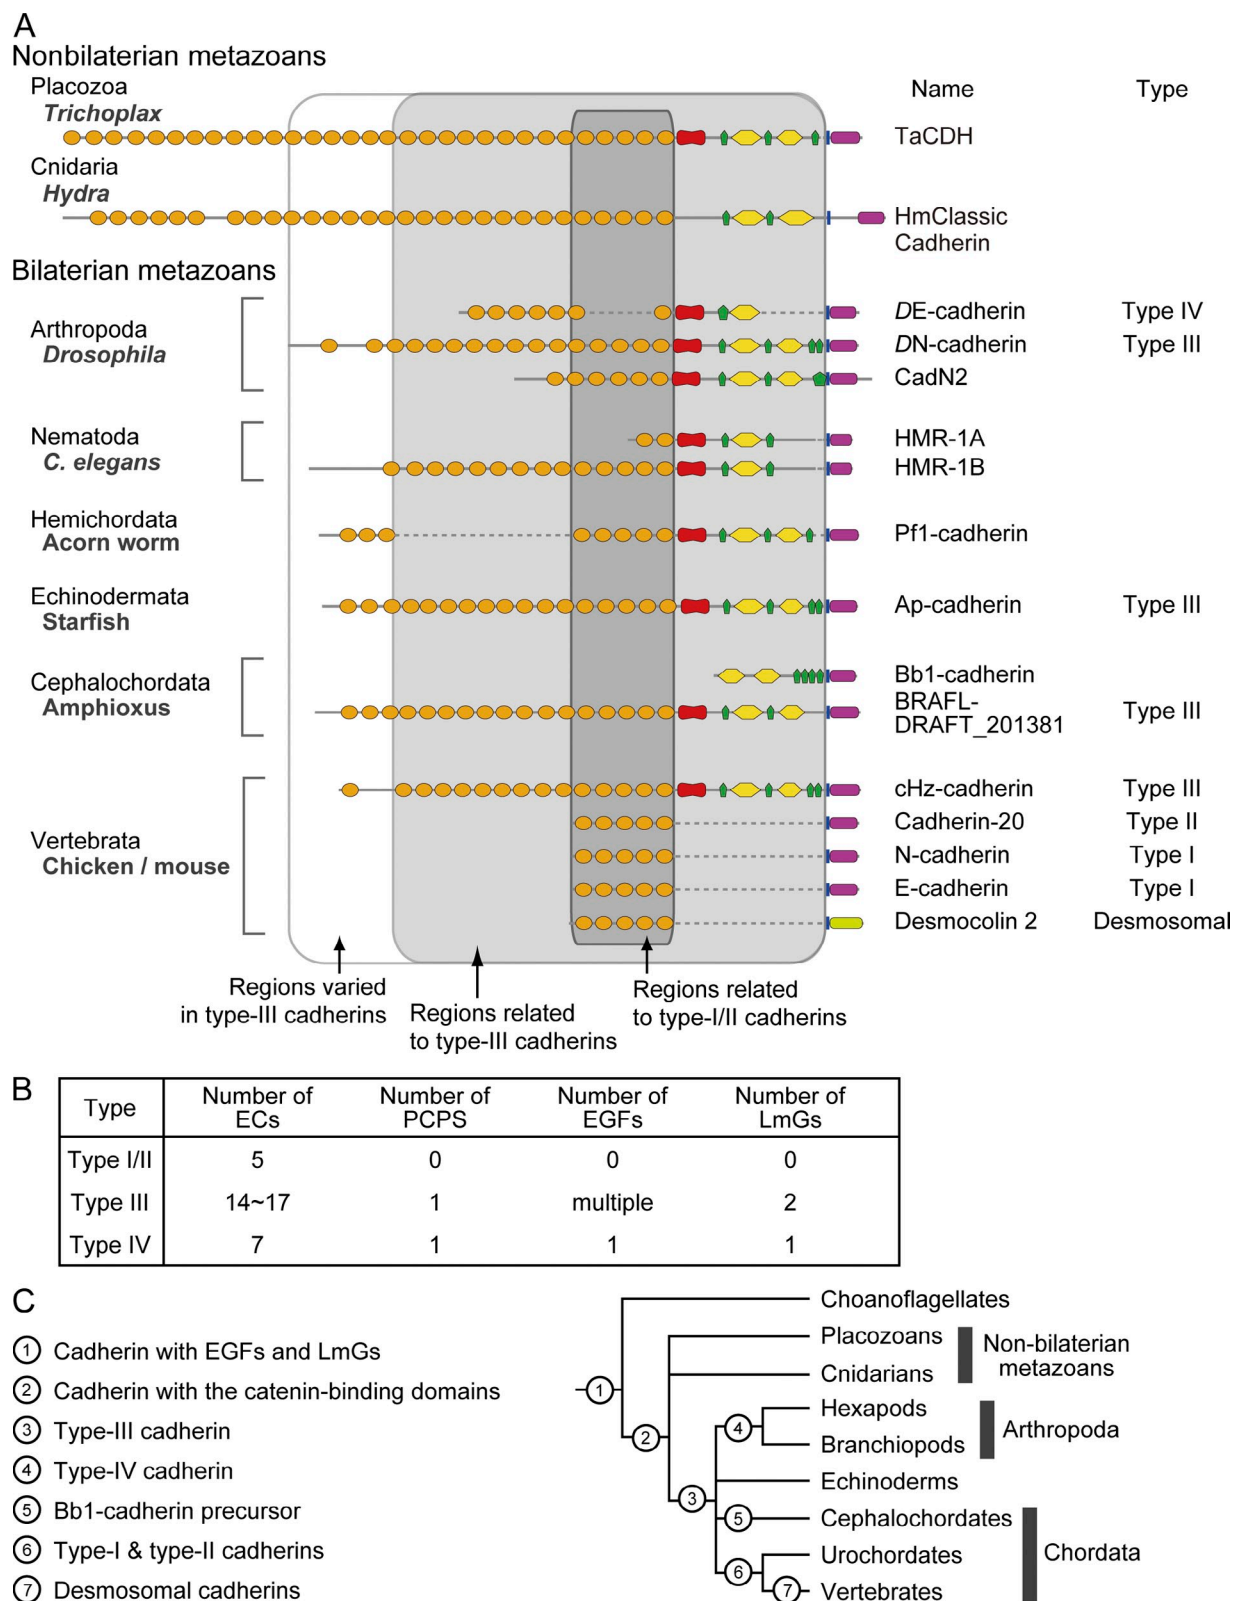 A
Nonbilaterian metazoans
Name Type
Placozoa
Trichoplax
TaCDH
Cnidaria
Hydra
HmClassic
Cadherin
Bilaterian metazoans
Arthropoda
Drosophila
DE-cadherin Type IV
DN-cadherin Type III
CadN2
Nematoda
C. elegans
HMR-1A
HMR-1B
Hemichordata
Acorn worm
Pf1-cadherin
Echinodermata
Starfish
Ap-cadherin Type III
Cephalochordata
Amphioxus
Bb1-cadherin
BRAFL-
DRAFT_201381 Type III
Vertebrata
Chicken / mouse
cHz-cadherin Type III
Cadherin-20 Type II
N-cadherin Type I
E-cadherin Type I
Desmocolin 2 Desmosomal
Regions varied
in type-III cadherins
Regions related
to type-III cadherins
Regions related
to type-I/II cadherins
B
Type Number of ECs Number of PCPS Number of EGFs Number of LmGs
Type I/II 5 0 0 0
Type III 14~17 1 multiple 2
Type IV 7 1 1 1
C
1 Cadherin with EGFs and LmGs
2 Cadherin with the catenin-binding domains
3 Type-III cadherin
4 Type-IV cadherin
5 Bb1-cadherin precursor
6 Type-I & type-II cadherins
7 Desmosomal cadherins
1
2
3
4
5
6
7
Choanoflagellates
Placozoans
Cnidarians
Non-bilaterian
metazoans
Hexapods
Branchiopods
Arthropoda
Echinoderms
Cephalochordates
Urochordates
Vertebrates
Chordata